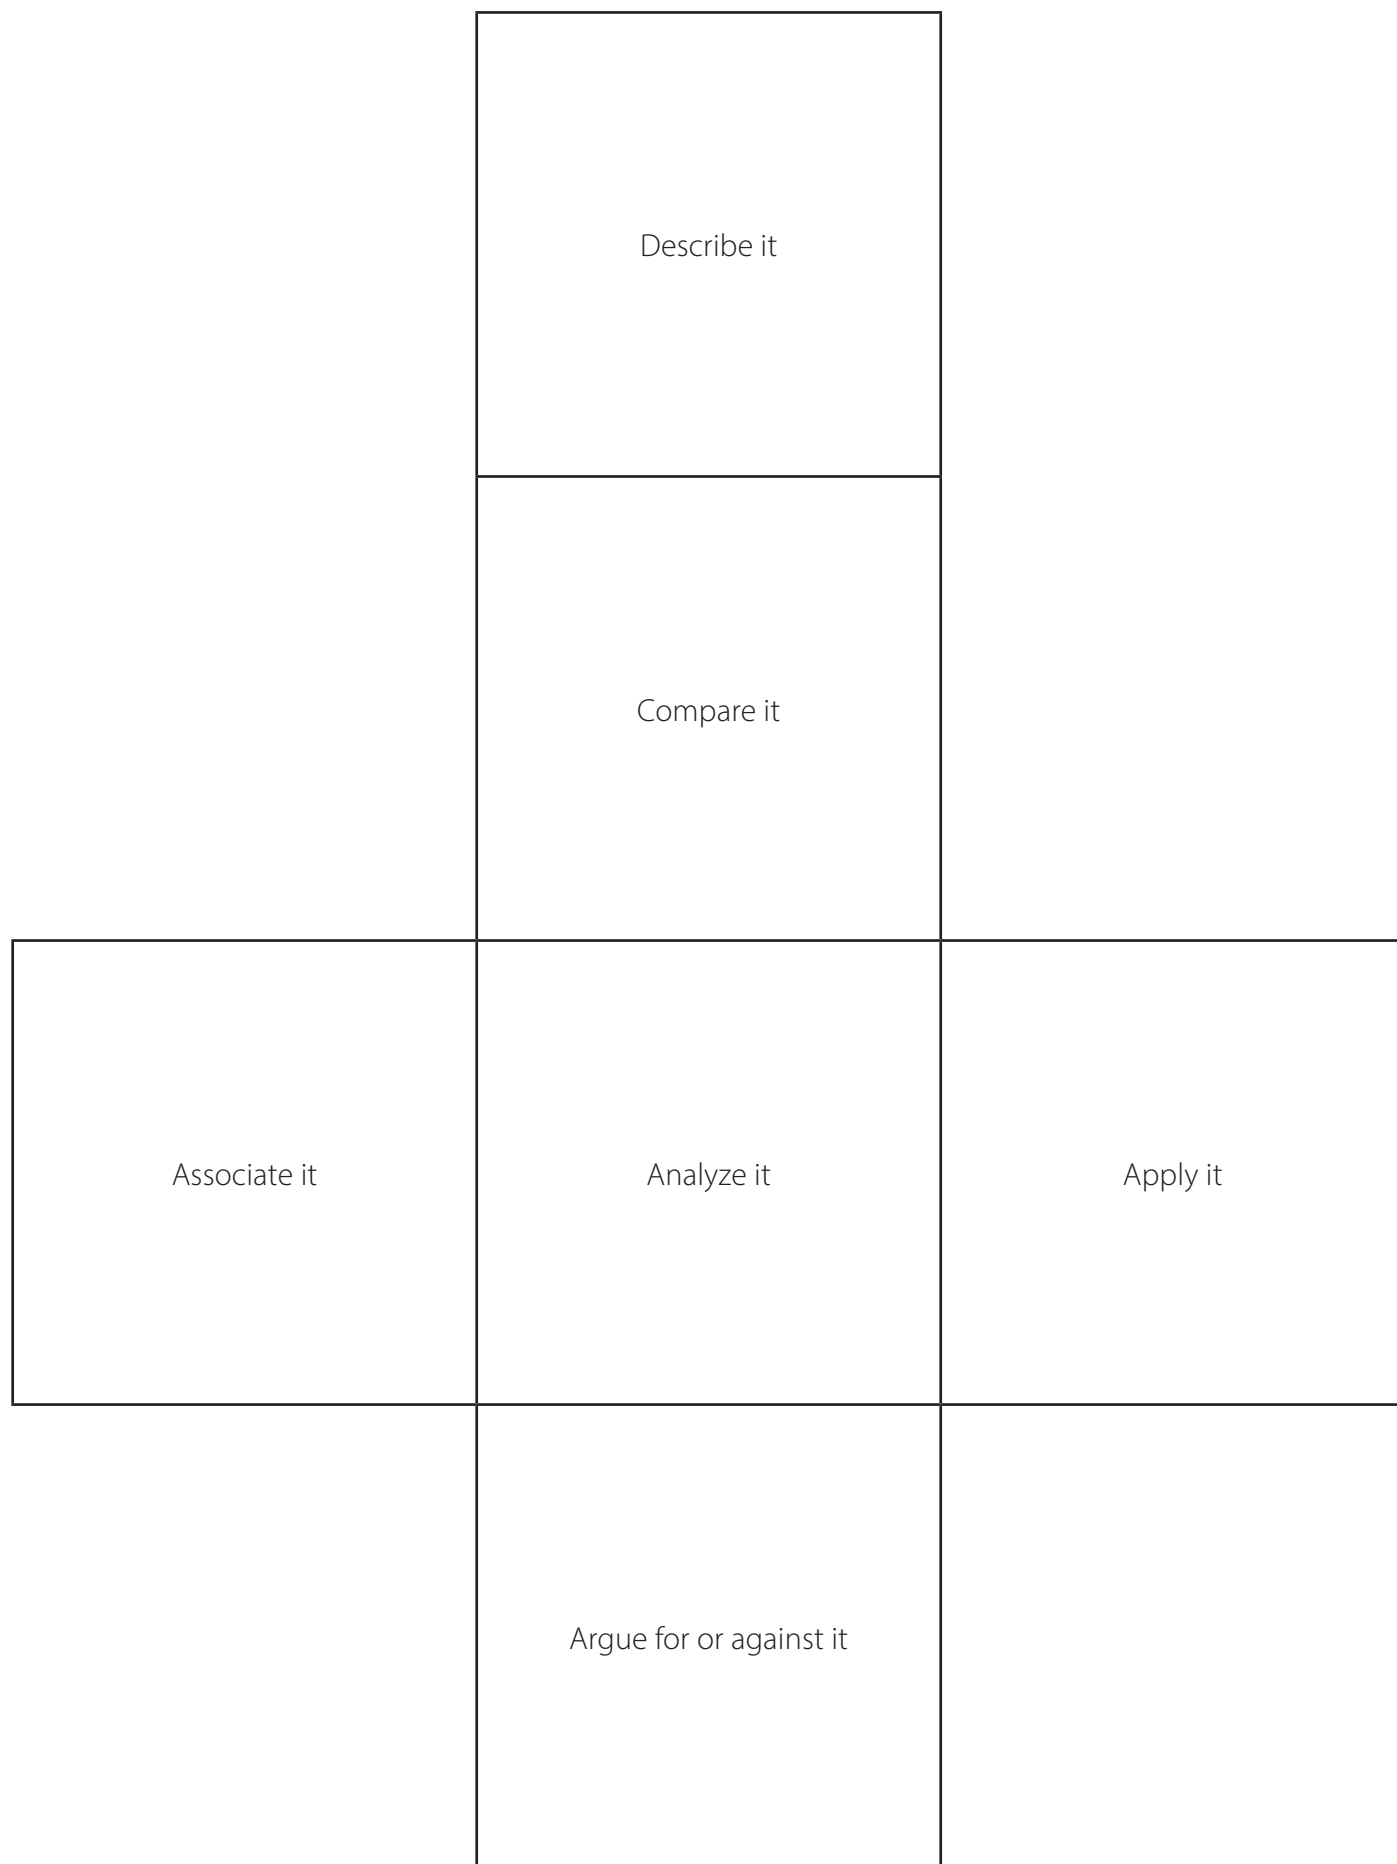 Describe it
Compare it
Associate it
Analyze it
Apply it
Argue for or against it